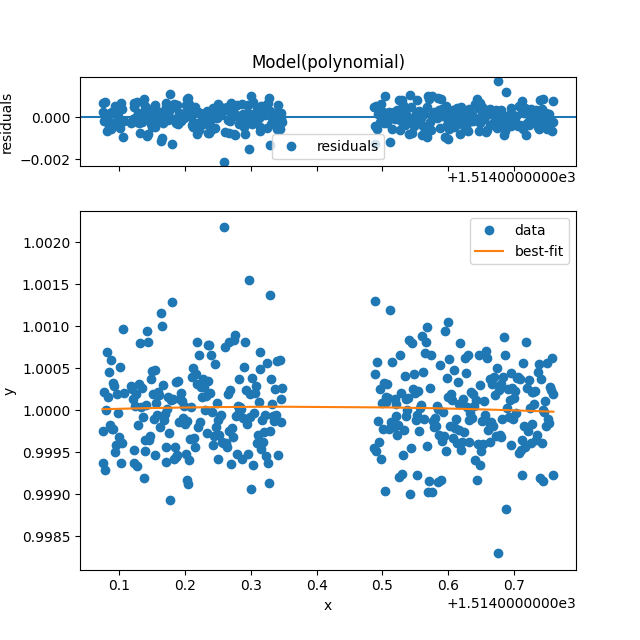 Model(polynomial)
residuals
0.000
−0.002
residuals
+1.5140000000e3
y
1.0020
1.0015
1.0010
1.0005
1.0000
0.9995
0.9990
0.9985
data
best-fit
0.1 0.2 0.3 0.4 0.5 0.6 0.7
x
+1.5140000000e3